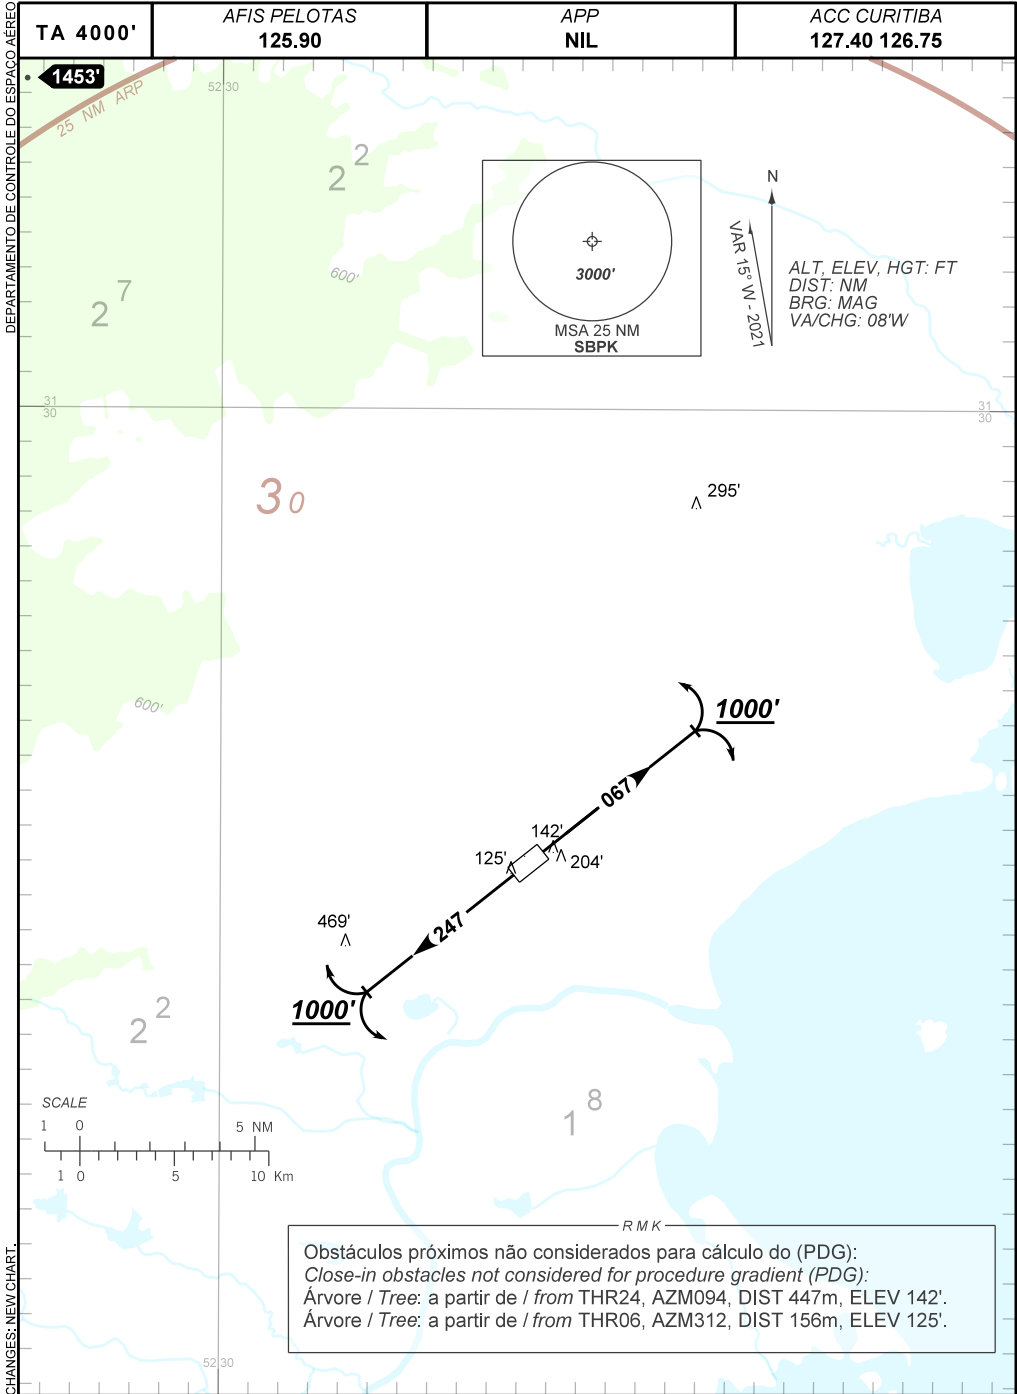 TA 4000'
AFIS PELOTAS
125.90
APP
NIL
ACC CURITIBA
127.40 126.75
DEPARTAMENTO DE CONTROLE DO ESPAÇO AÉREO
1453'
25 NM ARP
52 30
2 2
2 7
600'
3000'
MSA 25 NM
SBPK
N
VAR 15° W - 2021
ALT, ELEV, HGT: FT
DIST: NM
BRG: MAG
VA/CHG: 08'W
31
30
31
30
3 0
295'
600'
1000'
067
142'
125'
204'
247
469'
1000'
2 2
1 8
SCALE
1 0 5 NM
1 0 5 10 Km
RMK
Obstáculos próximos não considerados para cálculo do (PDG):
Close-in obstacles not considered for procedure gradient (PDG):
Árvore / Tree: a partir de / from THR24, AZM094, DIST 447m, ELEV 142'.
Árvore / Tree: a partir de / from THR06, AZM312, DIST 156m, ELEV 125'.
52 30
CHANGES: NEW CHART.